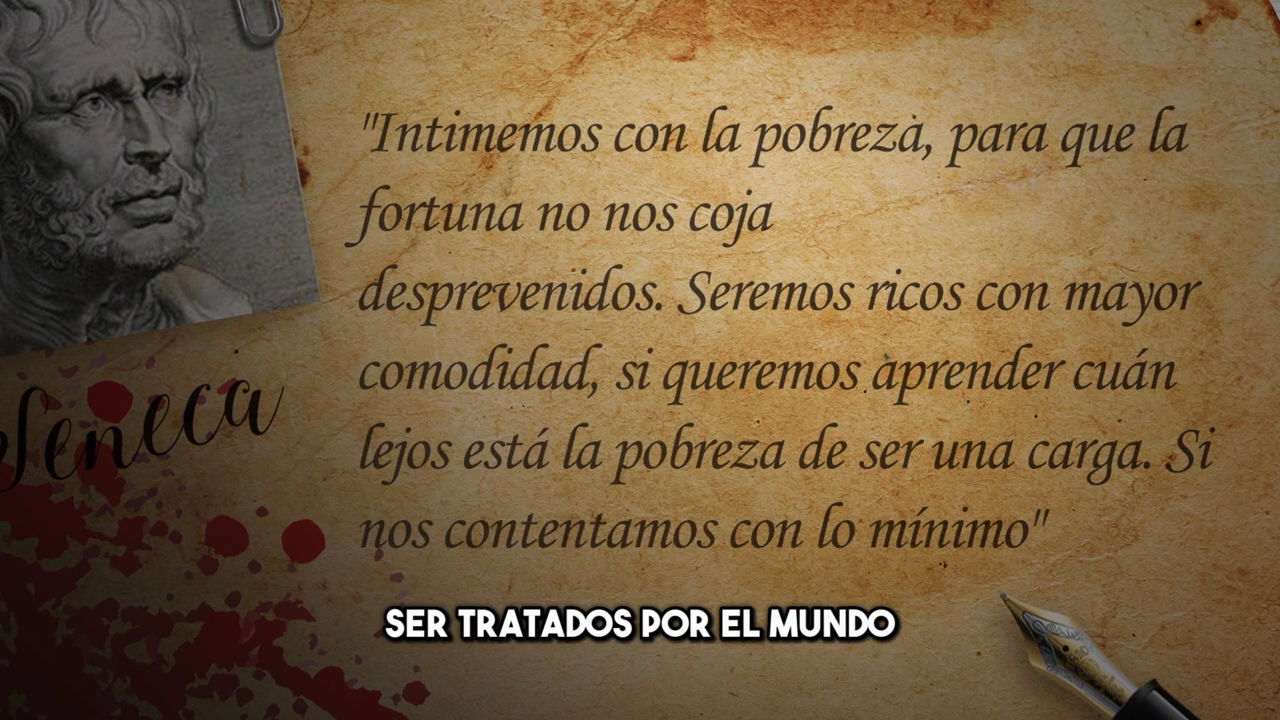 "Intimemos con la pobreza, para que la
fortuna no nos coja
desprevenidos. Seremos ricos con mayor
comodidad, si queremos aprender cuán
lejos está la pobreza de ser una carga. Si
nos contentamos con lo mínimo"
Seneca
SER TRATADOS POR EL MUNDO